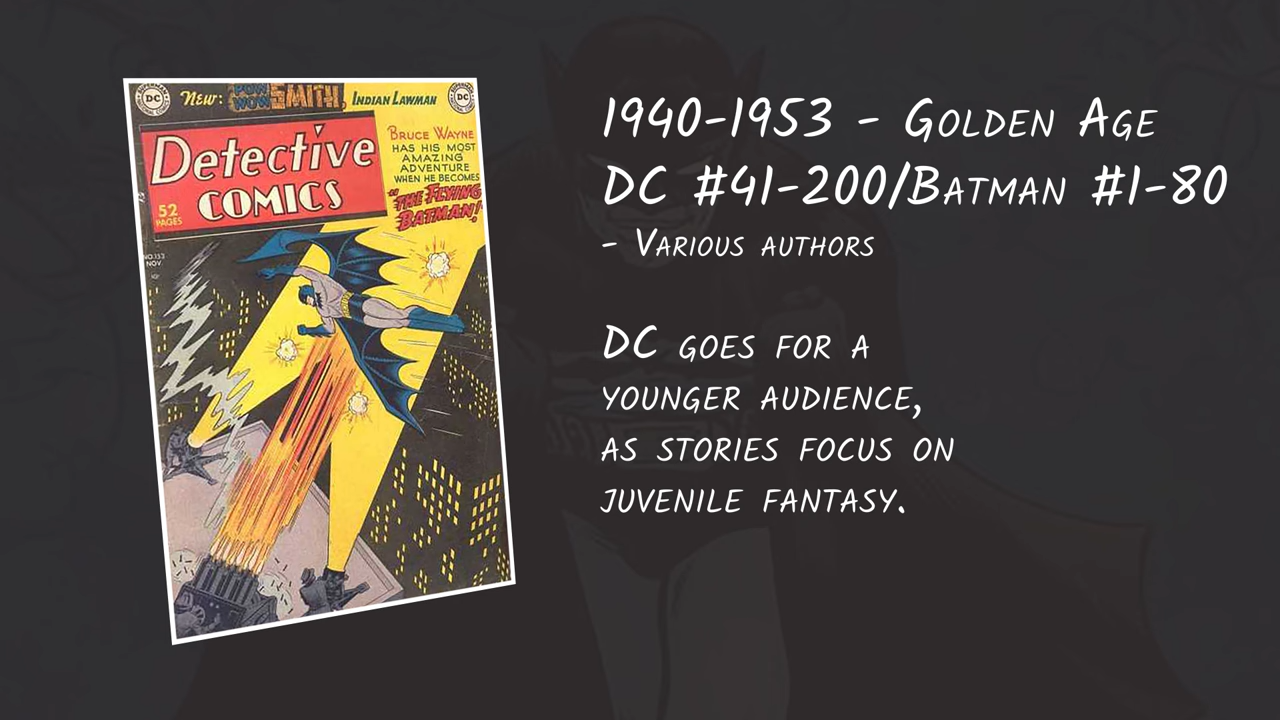 New: POW WOW SMITH, INDIAN LAWMAN
DC
DC
Detective
COMICS
52
PAGES
NO.153
NOV.
10¢
BRUCE WAYNE
HAS HIS MOST
AMAZING
ADVENTURE
WHEN HE BECOMES
"THE FLYING
BATMAN!"
1940-1953 - GOLDEN AGE
DC #41-200/BATMAN #1-80
- VARIOUS AUTHORS
DC GOES FOR A
YOUNGER AUDIENCE,
AS STORIES FOCUS ON
JUVENILE FANTASY.